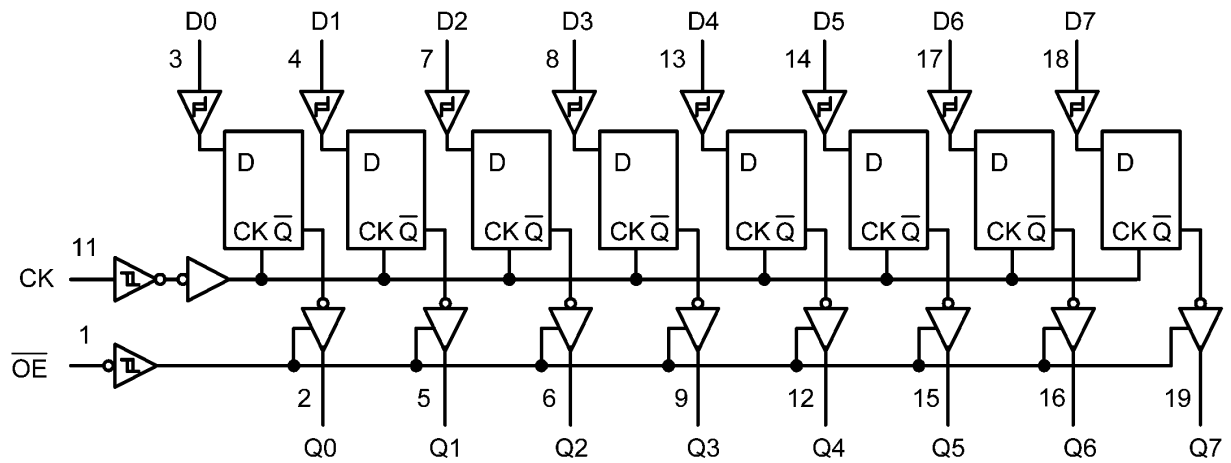 D0 D1 D2 D3 D4 D5 D6 D7
3 4 7 8 13 14 17 18
D D D D D D D D
CK Q̅ CK Q̅ CK Q̅ CK Q̅ CK Q̅ CK Q̅ CK Q̅ CK Q̅
11
CK
1
O̅E̅
2 5 6 9 12 15 16 19
Q0 Q1 Q2 Q3 Q4 Q5 Q6 Q7